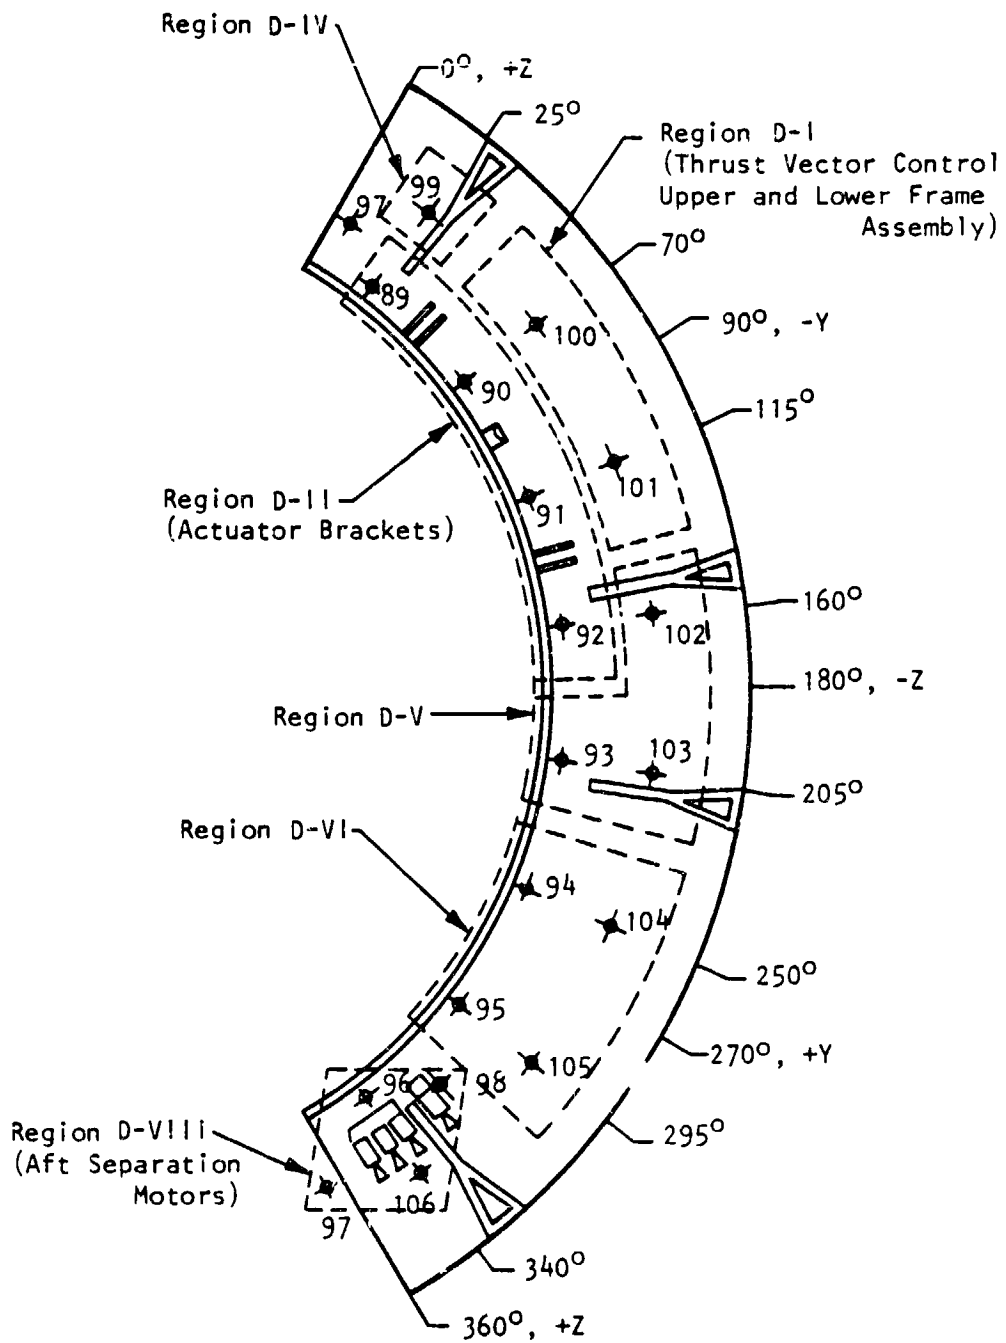 Region D-IV
0°, +Z
25°
Region D-I
(Thrust Vector Control
Upper and Lower Frame
Assembly)
99
97
70°
89
90°, -Y
100
90
115°
101
Region D-II
(Actuator Brackets)
91
160°
102
92
180°, -Z
Region D-V
93
103
205°
Region D-VI
94
104
250°
95
270°, +Y
105
96
98
295°
Region D-VIII
(Aft Separation
Motors)
106
97
340°
360°, +Z